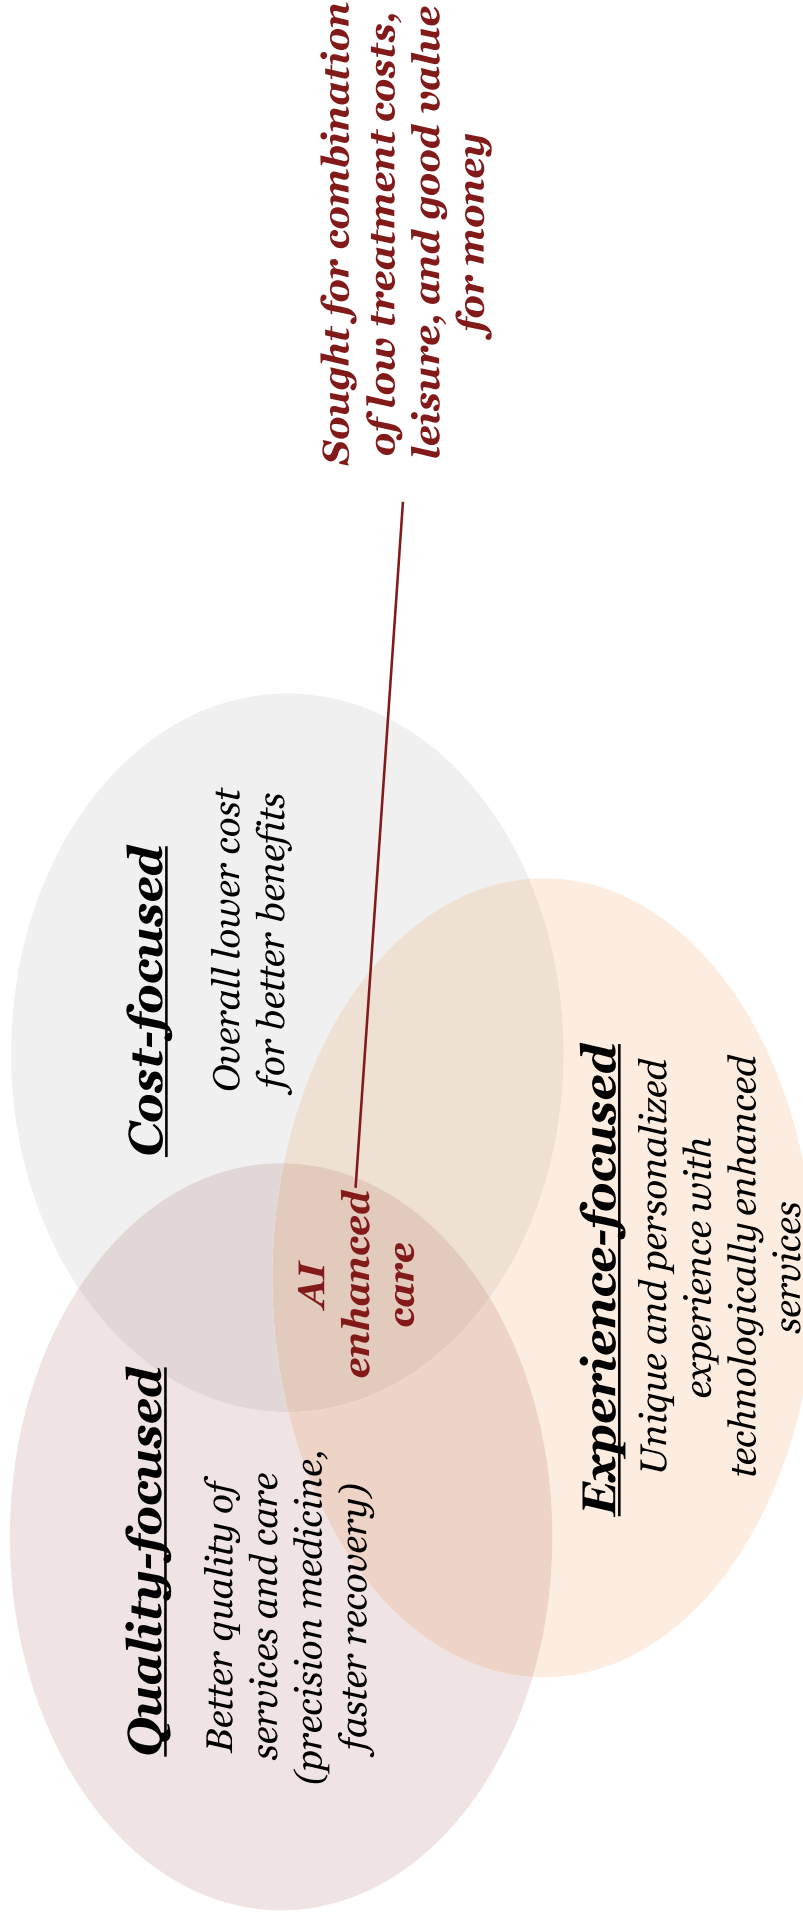 Quality-focused
Better quality of
services and care
(precision medicine,
faster recovery)
Cost-focused
Overall lower cost
for better benefits
AI
enhanced
care
Sought for combination
of low treatment costs,
leisure, and good value
for money
Experience-focused
Unique and personalized
experience with
technologically enhanced
services